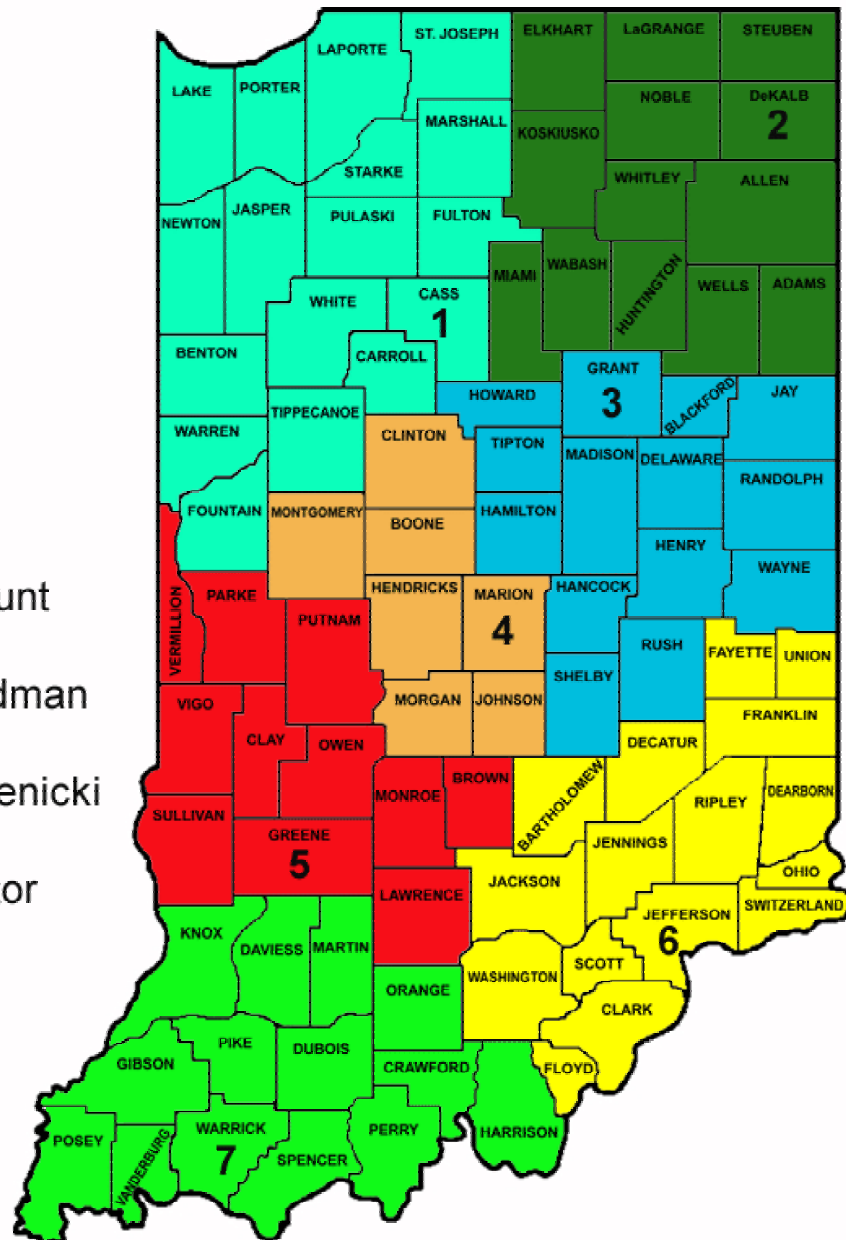 ST. JOSEPH
ELKHART
LaGRANGE
STEUBEN
LAPORTE
LAKE
PORTER
NOBLE
DeKALB
2
MARSHALL
KOSKIUSKO
STARKE
WHITLEY
ALLEN
NEWTON
JASPER
PULASKI
FULTON
MIAMI
WABASH
HUNTINGTON
WELLS
ADAMS
WHITE
CASS
1
BENTON
CARROLL
GRANT
3
HOWARD
BLACKFORD
JAY
TIPPECANOE
WARREN
CLINTON
TIPTON
MADISON
DELAWARE
RANDOLPH
FOUNTAIN
MONTGOMERY
BOONE
HAMILTON
HENRY
WAYNE
unt
VERMILLION
PARKE
PUTNAM
HENDRICKS
MARION
4
HANCOCK
RUSH
FAYETTE
UNION
dman
VIGO
CLAY
OWEN
MORGAN
JOHNSON
SHELBY
FRANKLIN
DECATUR
enicki
SULLIVAN
MONROE
BROWN
BARTHOLOMEW
RIPLEY
DEARBORN
GREENE
5
JENNINGS
OHIO
tor
LAWRENCE
JACKSON
JEFFERSON
6
SWITZERLAND
KNOX
DAVIESS
MARTIN
ORANGE
WASHINGTON
SCOTT
CLARK
GIBSON
PIKE
DUBOIS
CRAWFORD
FLOYD
POSEY
VANDERBURG
WARRICK
7
SPENCER
PERRY
HARRISON